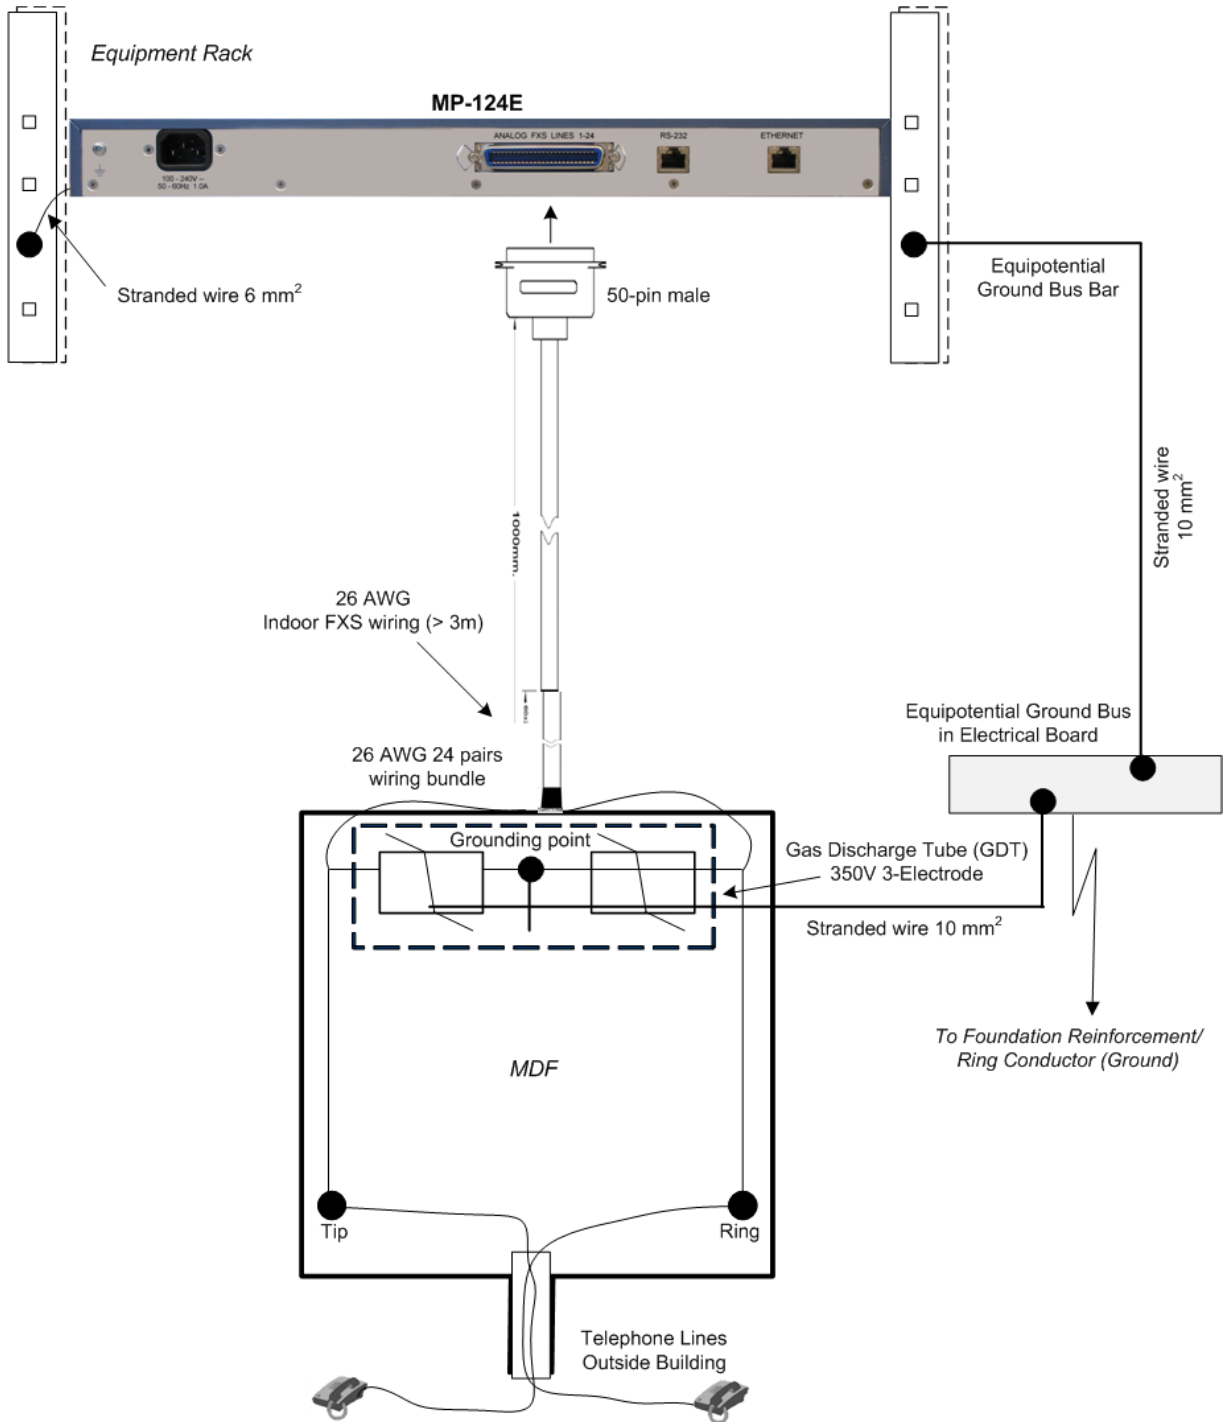 Equipment Rack
MP-124E
ANALOG FXS LINES 1-24
RS-232
ETHERNET
100 - 240V ~
50 - 60Hz 1.0A
Stranded wire 6 mm²
50-pin male
Equipotential
Ground Bus Bar
Stranded wire
10 mm²
1000mm.
26 AWG
Indoor FXS wiring (> 3m)
Equipotential Ground Bus
in Electrical Board
26 AWG 24 pairs
wiring bundle
Grounding point
Gas Discharge Tube (GDT)
350V 3-Electrode
Stranded wire 10 mm²
To Foundation Reinforcement/
Ring Conductor (Ground)
MDF
Tip
Ring
Telephone Lines
Outside Building